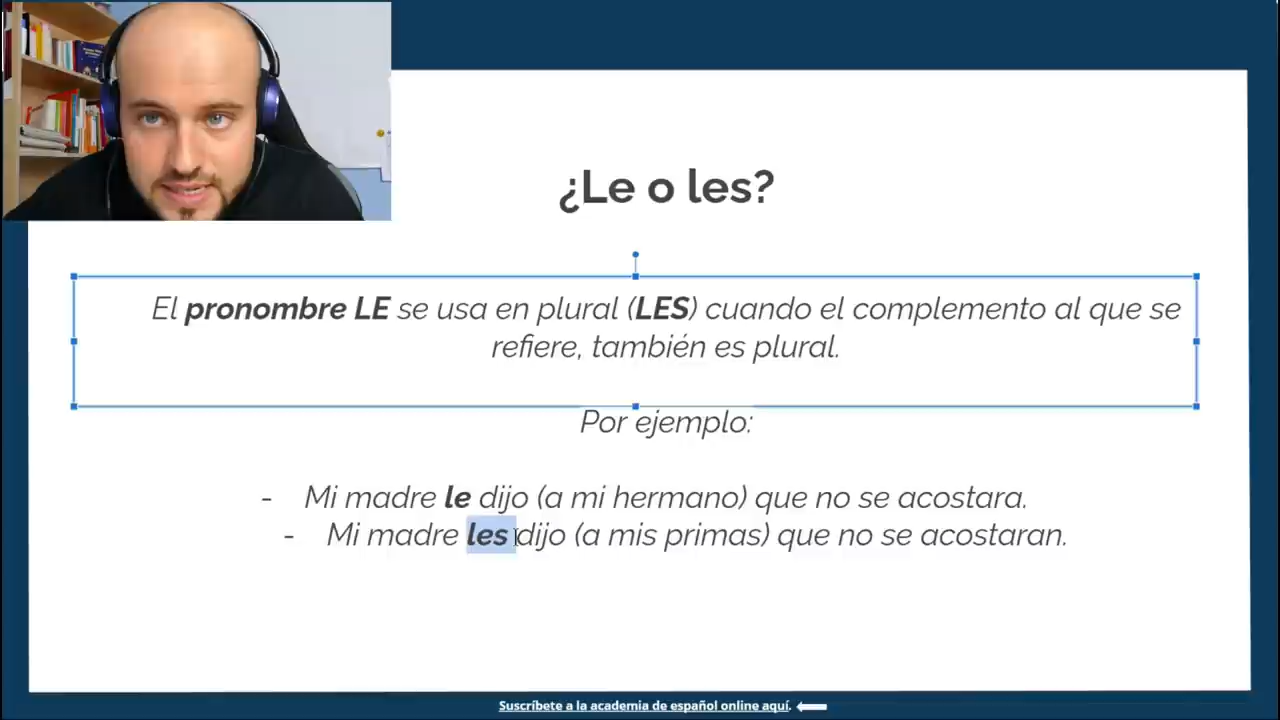 ¿Le o les?
El pronombre LE se usa en plural (LES) cuando el complemento al que se
refiere, también es plural.
Por ejemplo:
- Mi madre le dijo (a mi hermano) que no se acostara.
- Mi madre les dijo (a mis primas) que no se acostaran.
Suscríbete a la academia de español online aquí.